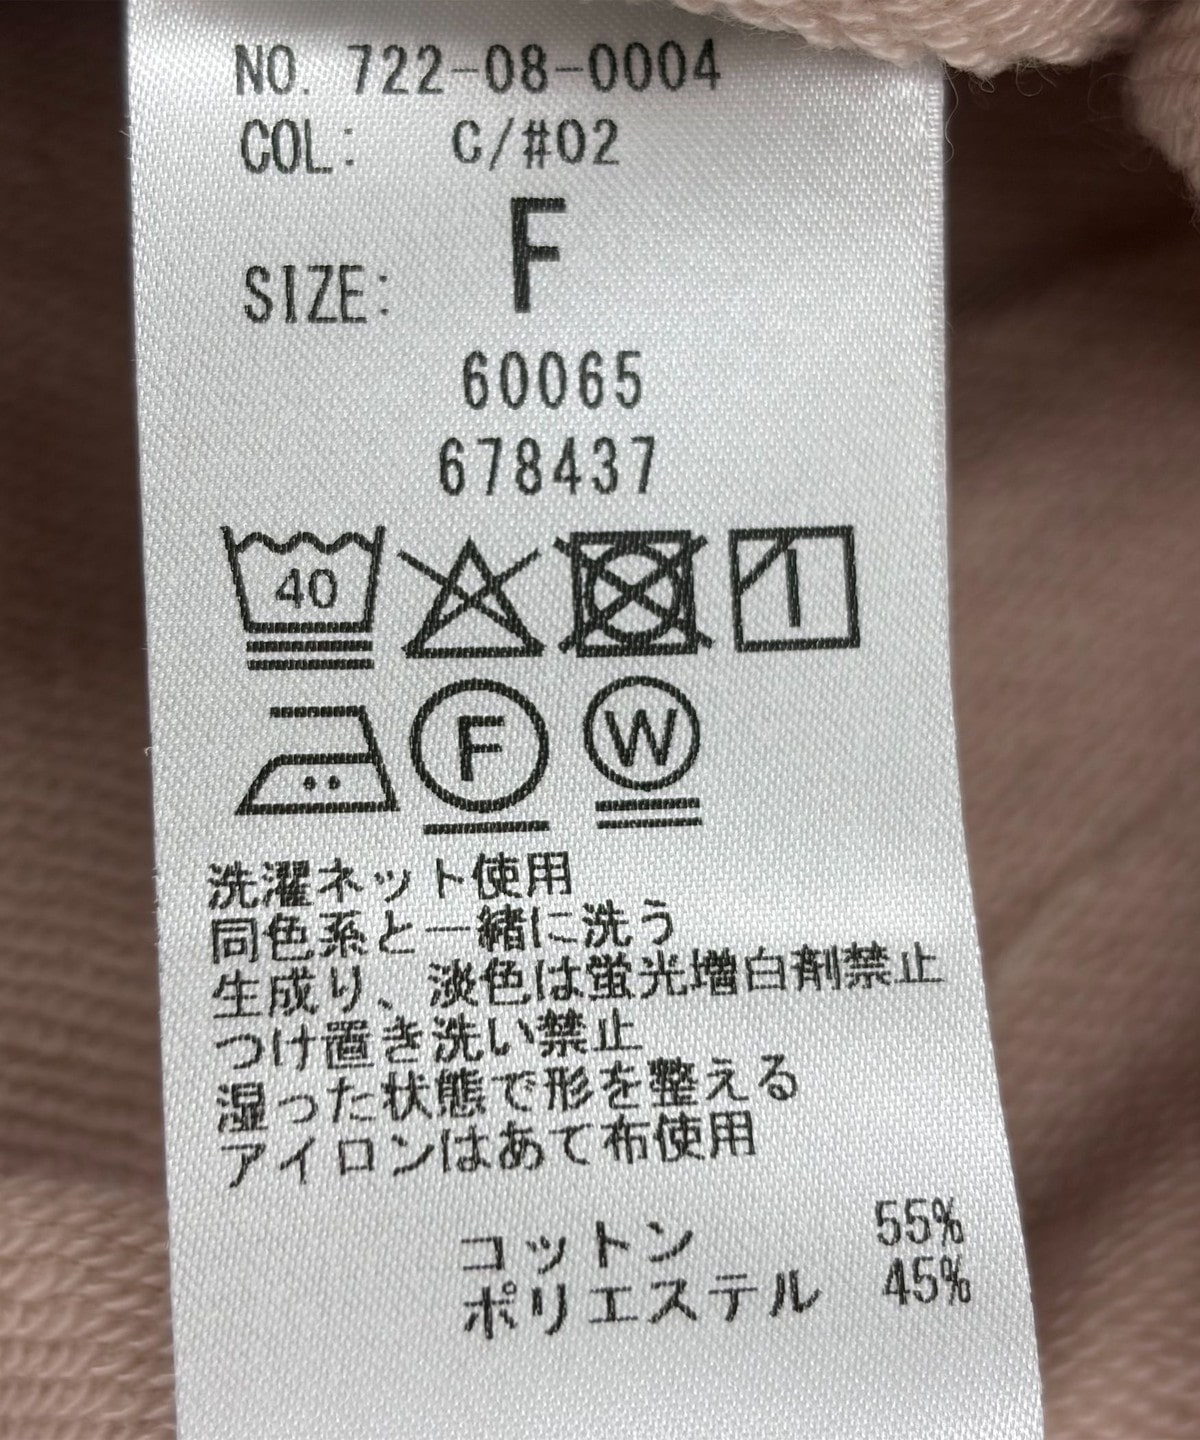 NO. 722-08-0004
COL: C/#02
SIZE: F
60065
678437
40
F W
洗濯ネット使用
同色系と一緒に洗う
生成り、淡色は蛍光増白剤禁止
つけ置き洗い禁止
湿った状態で形を整える
アイロンはあて布使用
コットン 55%
ポリエステル 45%